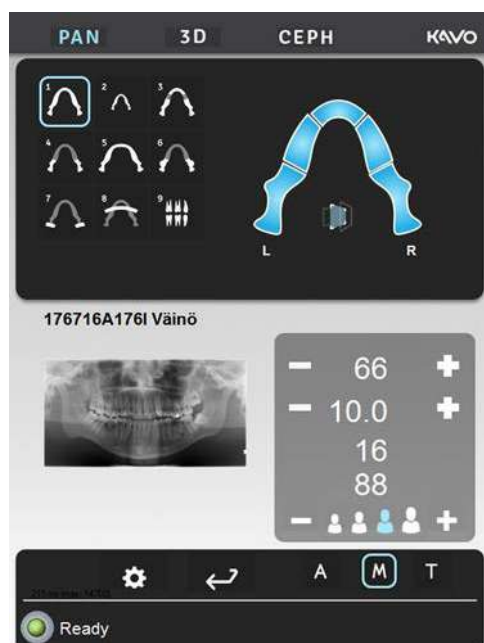 PAN 3D CEPH KAVO
1 2 3
4 5 6
7 8 9
L R
176716A176I Väinö
66
10.0
16
88
A M T
Ready